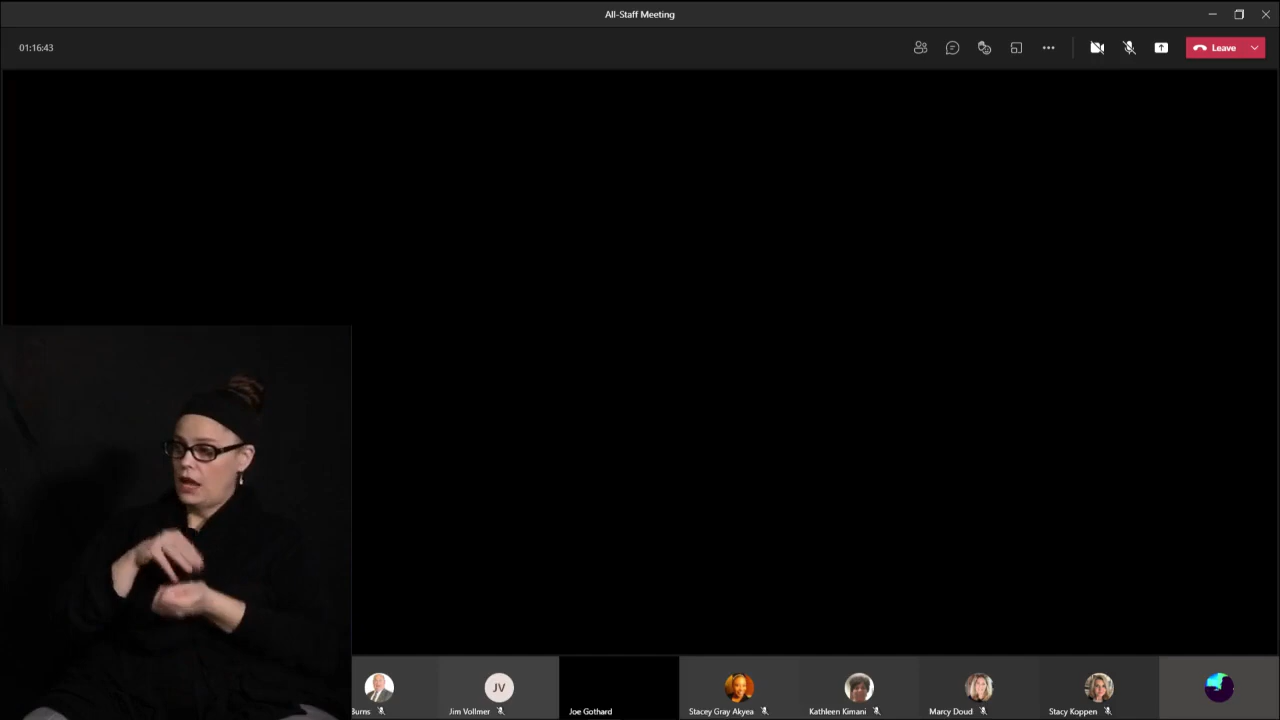 All-Staff Meeting
01:16:43
Leave
Burns
Jim Vollmer
JV
Joe Gothard
Stacey Gray Akyea
Kathleen Kimani
Marcy Doud
Stacy Koppen